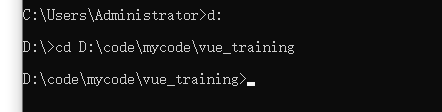 C:\Users\Administrator>d:
D:\>cd D:\code\mycode\vue_training
D:\code\mycode\vue_training>